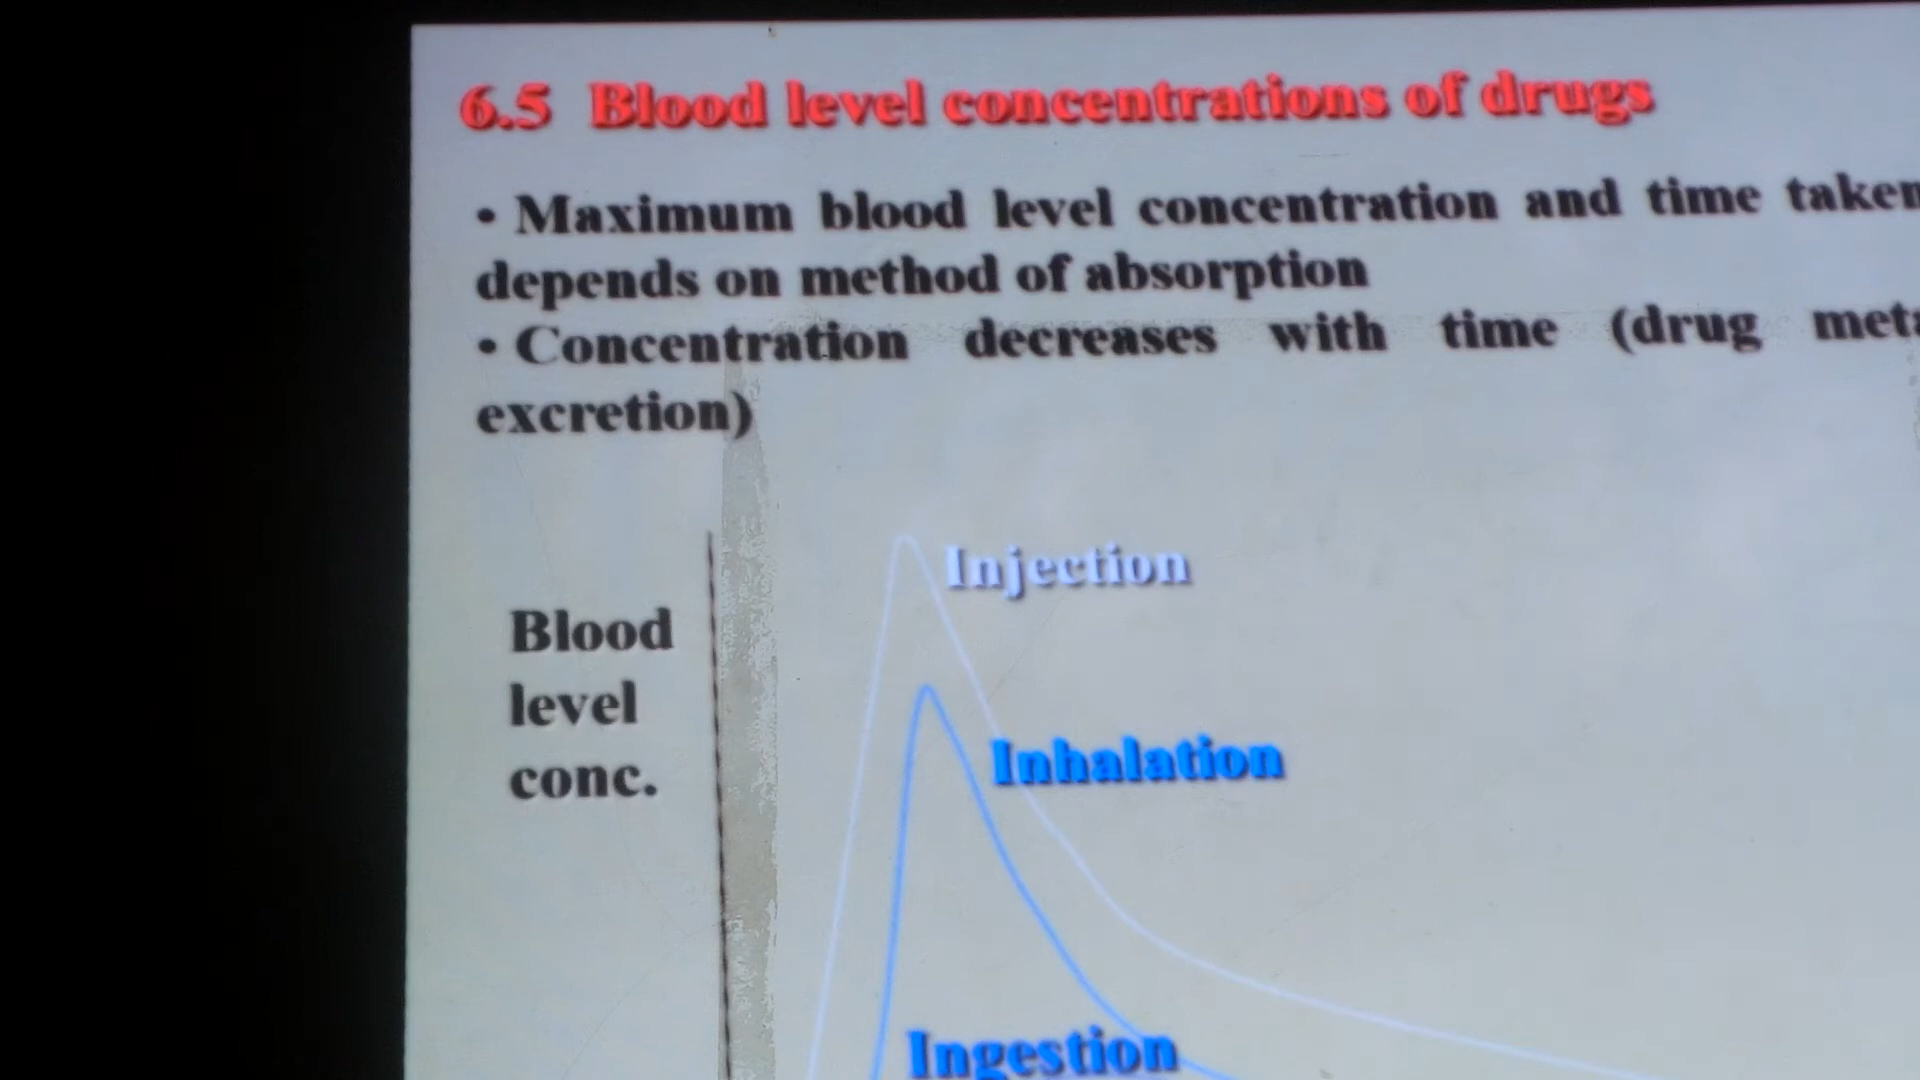 6.5 Blood level concentrations of drugs
• Maximum blood level concentration and time taken
depends on method of absorption
• Concentration decreases with time (drug
excretion)
Injection
Blood
level
conc.
Inhalation
Ingestion